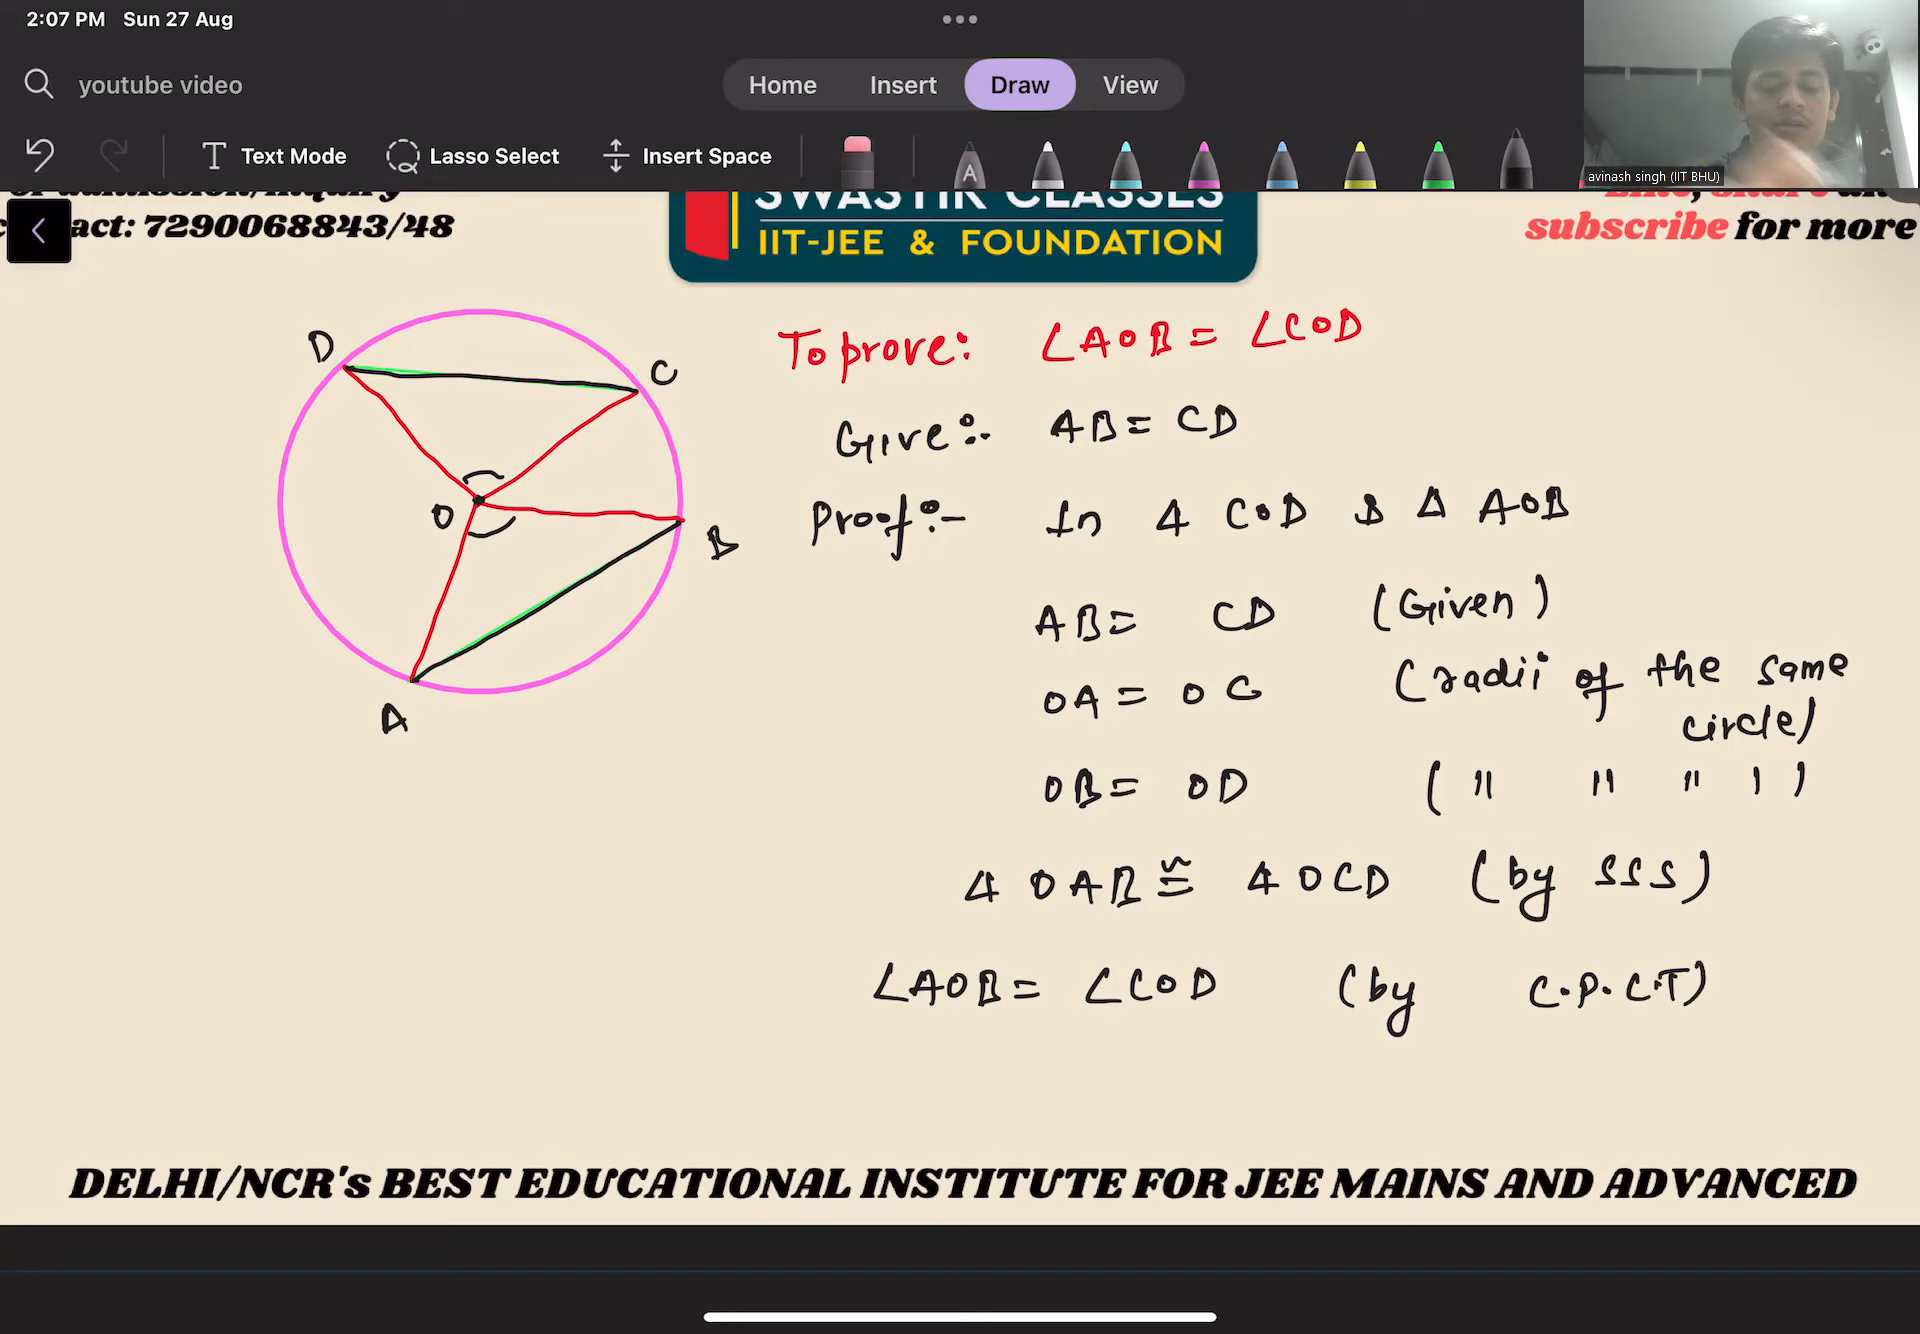 2:07 PM Sun 27 Aug
youtube video
Home Insert Draw View
Text Mode Lasso Select Insert Space
A
avinash singh (IIT BHU)
act: 7290068843/48
SWASTIK CLASSES
IIT-JEE & FOUNDATION
subscribe for more
D
C
O
B
A
To prove: ∠AOB = ∠COD
Give:- AB = CD
Proof:- In Δ COD & Δ AOB
AB = CD (Given)
OA = OC (radii of the same
circle)
OB = OD ( " " " " )
Δ OAB ≅ Δ OCD (by SSS)
∠AOB = ∠COD (by C.P.C.T)
DELHI/NCR's BEST EDUCATIONAL INSTITUTE FOR JEE MAINS AND ADVANCED